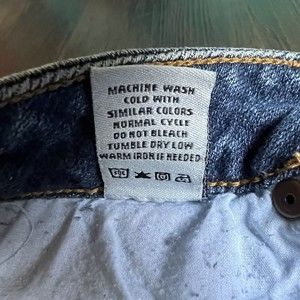 MACHINE WASH
COLD WITH
SIMILAR COLORS
NORMAL CYCLE
DO NOT BLEACH
TUMBLE DRY LOW
WARM IRON IF NEEDED